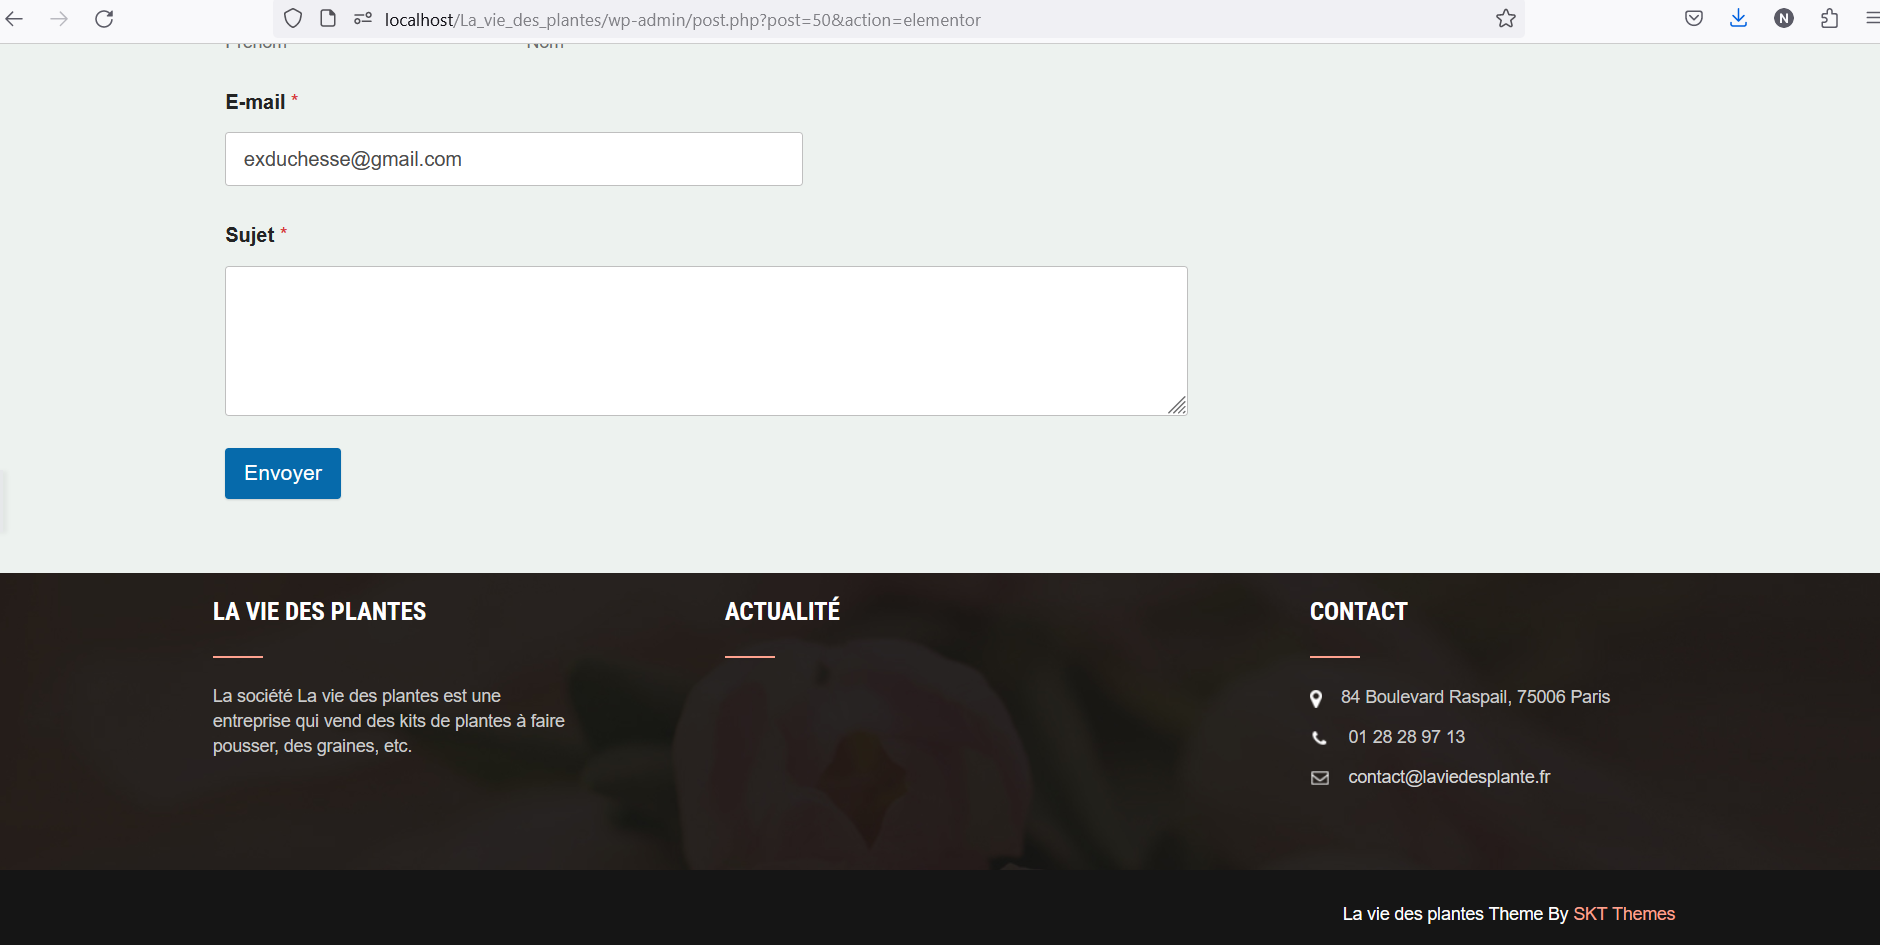 localhost/La_vie_des_plantes/wp-admin/post.php?post=50&action=elementor
N
Prénom Nom
E-mail *
exduchesse@gmail.com
Sujet *
Envoyer
LA VIE DES PLANTES
La société La vie des plantes est une
entreprise qui vend des kits de plantes à faire
pousser, des graines, etc.
ACTUALITÉ
CONTACT
84 Boulevard Raspail, 75006 Paris
01 28 28 97 13
contact@laviedesplante.fr
La vie des plantes Theme By SKT Themes